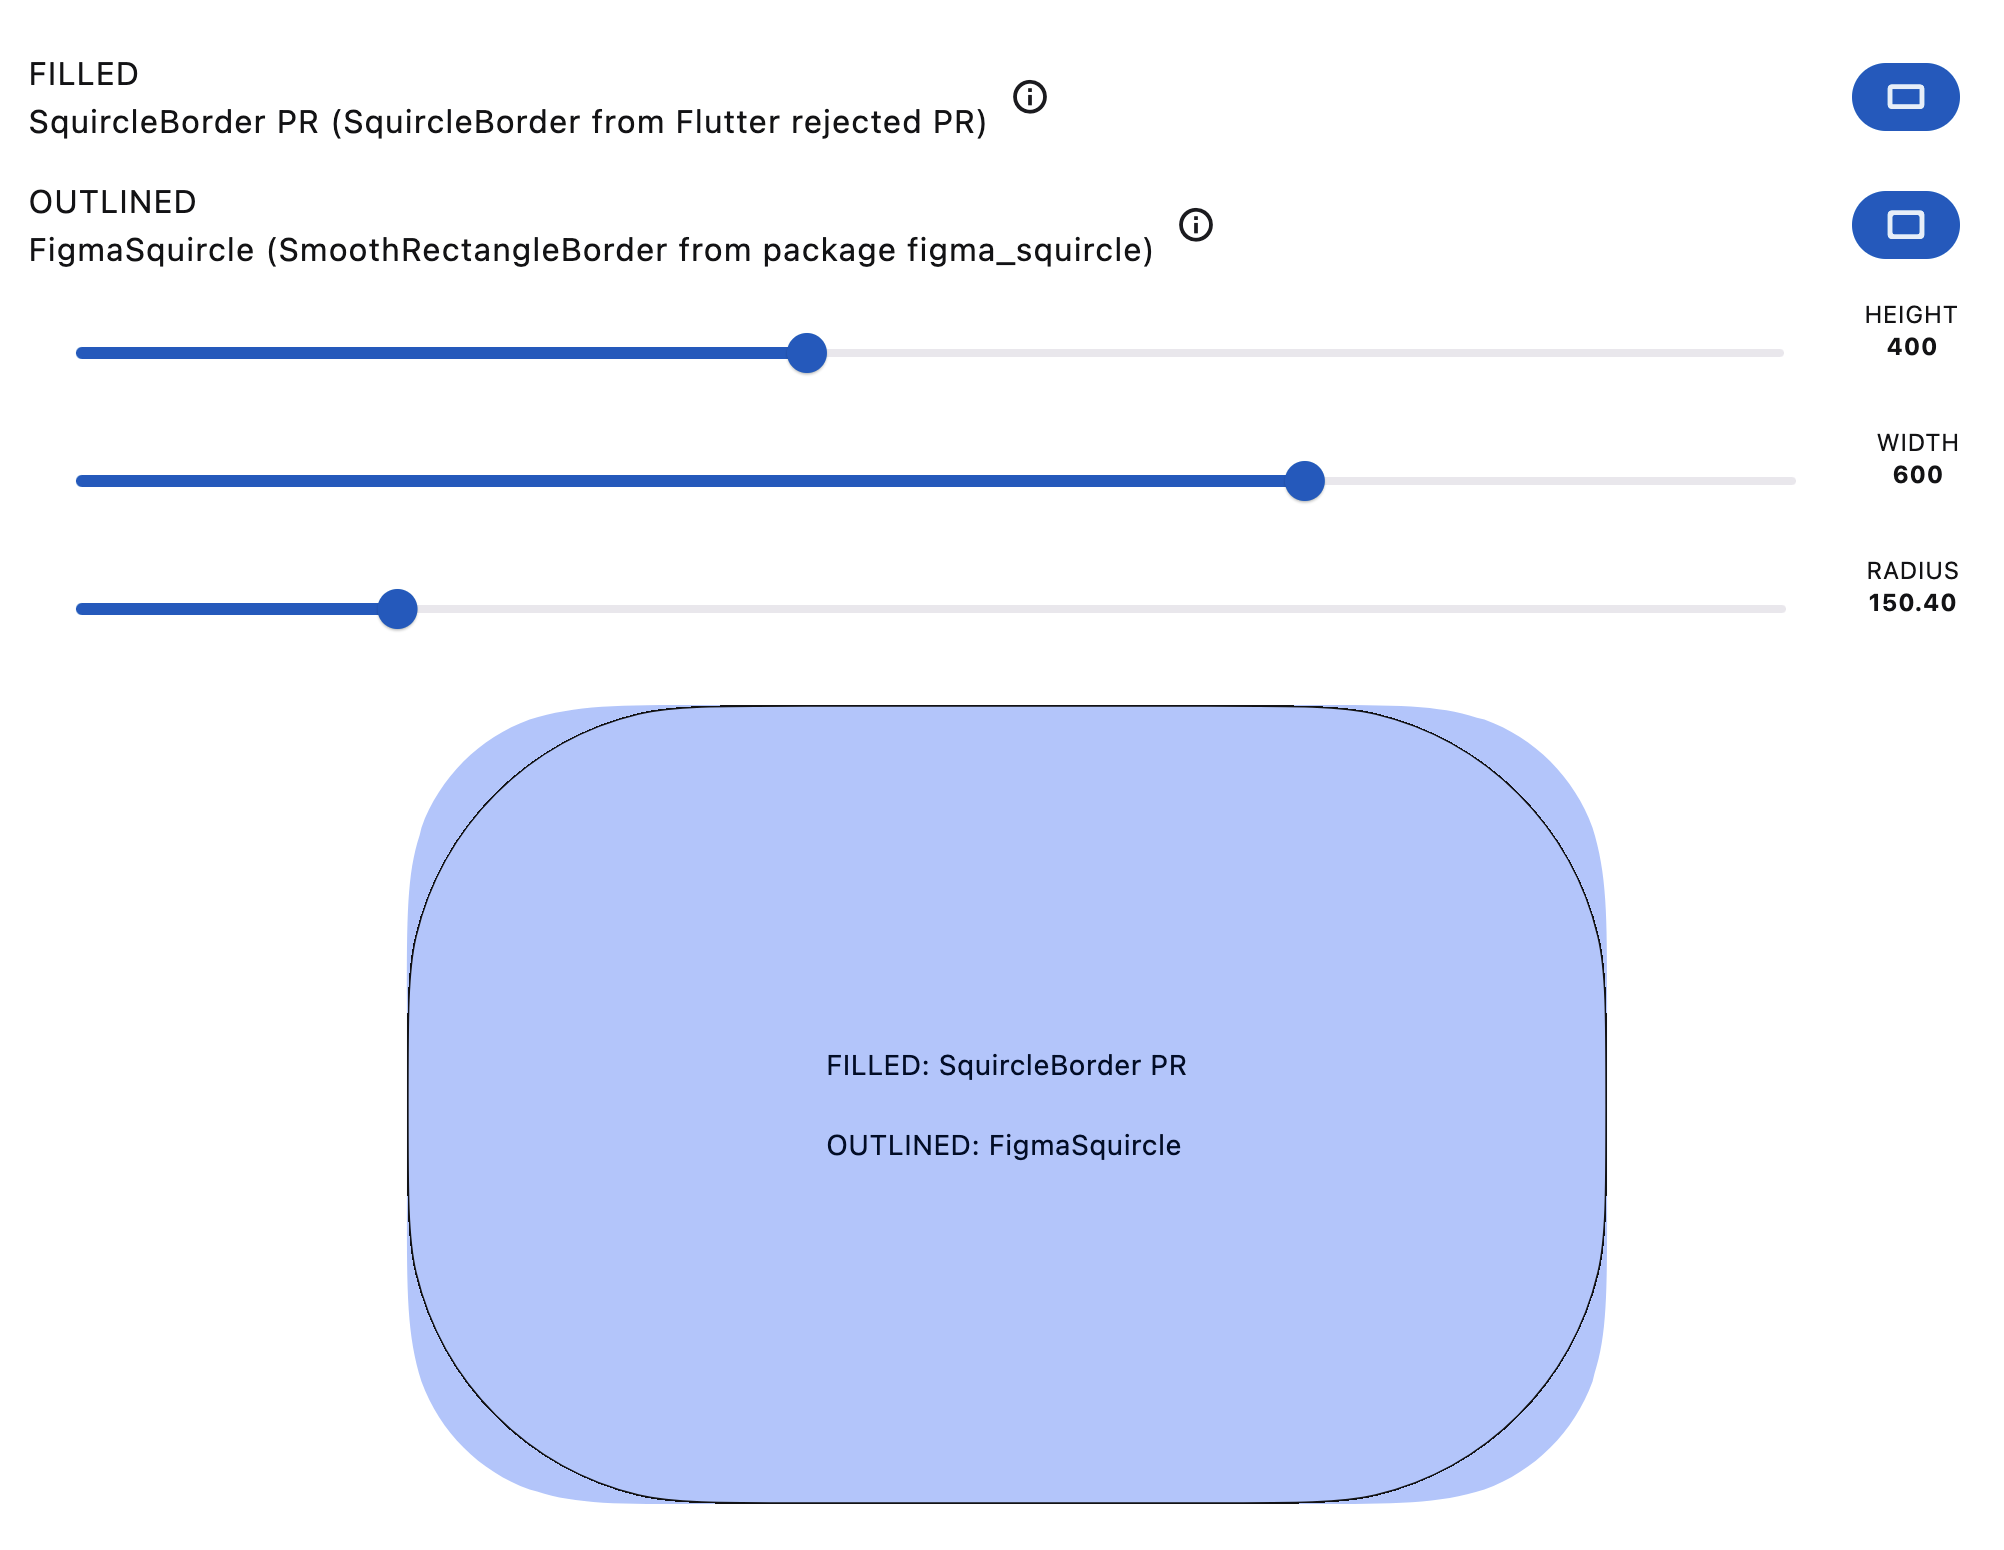 FILLED
SquircleBorder PR (SquircleBorder from Flutter rejected PR)
OUTLINED
FigmaSquircle (SmoothRectangleBorder from package figma_squircle)
HEIGHT
400
WIDTH
600
RADIUS
150.40
FILLED: SquircleBorder PR
OUTLINED: FigmaSquircle